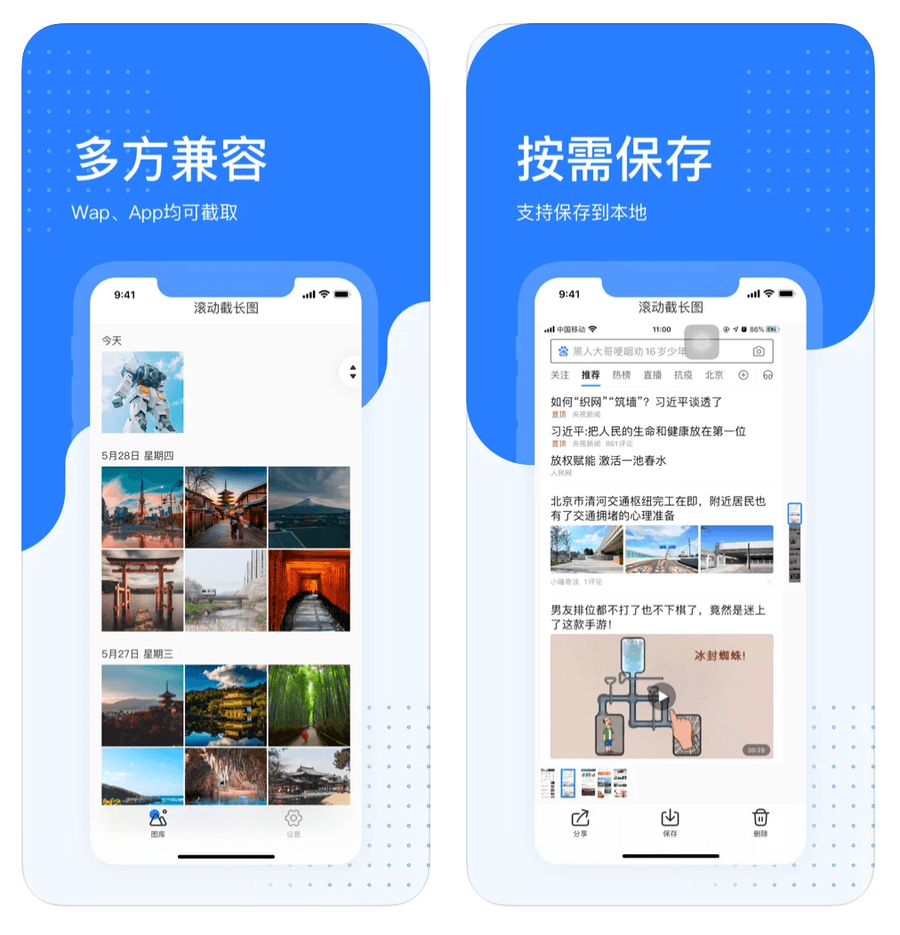 多方兼容
Wap、App均可截取
9:41
滚动截长图
今天
5月28日 星期四
5月27日 星期三
图库
设置
按需保存
支持保存到本地
9:41
滚动截长图
中国移动
11:00
86%
黑人大哥哽咽劝16岁少年
关注 推荐 热榜 直播 抗疫 北京
如何“织网”“筑墙”？习近平谈透了
置顶 央视新闻
习近平:把人民的生命和健康放在第一位
置顶 央视新闻 861评论
放权赋能 激活一池春水
人民网
北京市清河交通枢纽完工在即，附近居民也
有了交通拥堵的心理准备
小嘻奇谈 1评论
男友排位都不打了也不下棋了，竟然是迷上
了这款手游！
冰封蜘蛛!
00:29
分享
保存
删除